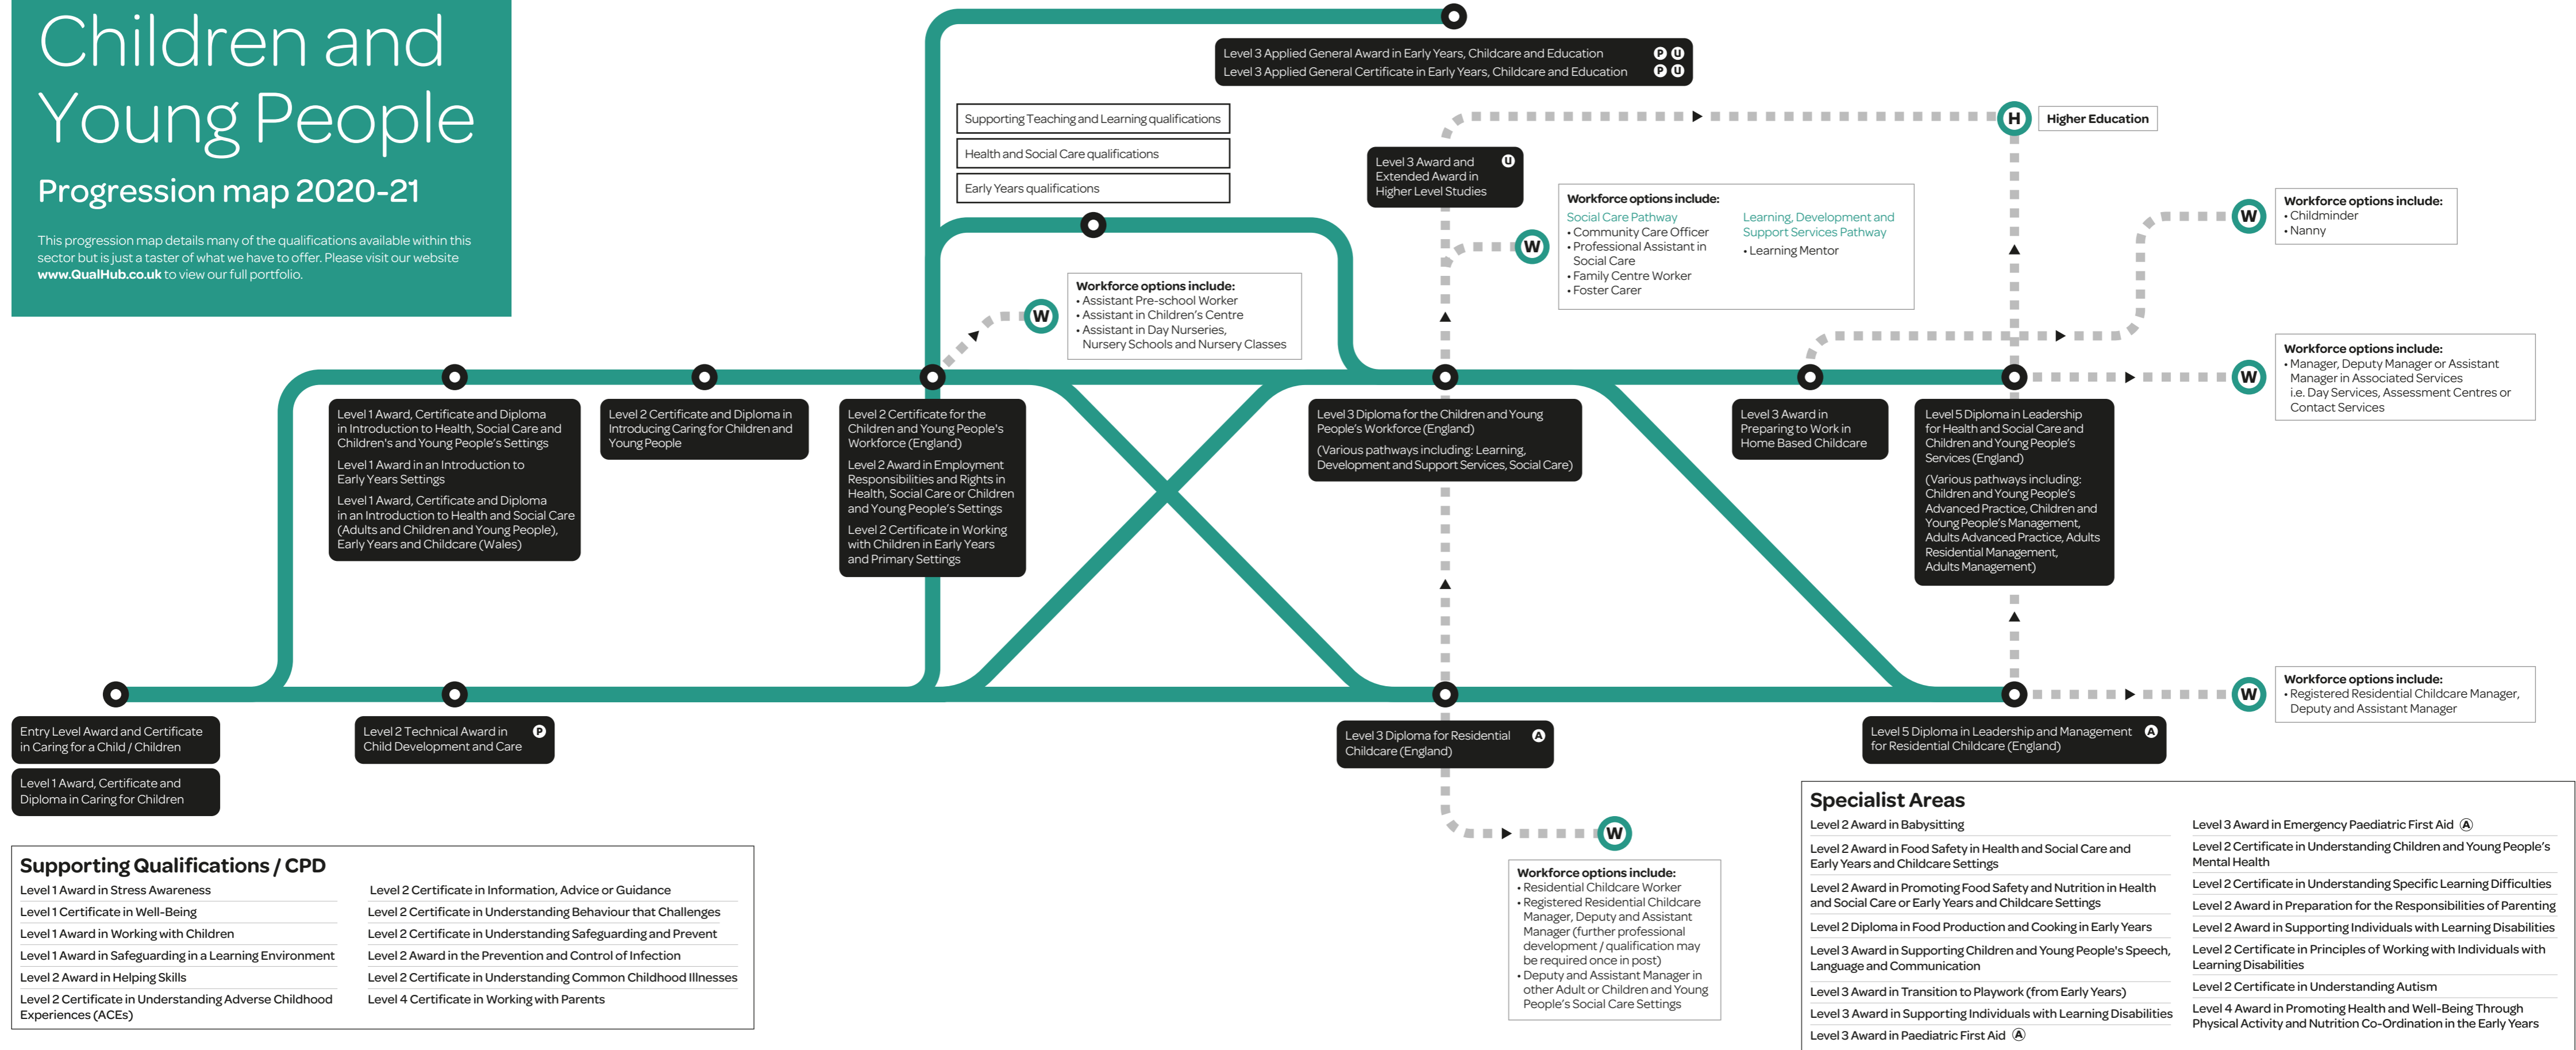 Children and
Young People
Progression map 2020-21
This progression map details many of the qualifications available within this
sector but is just a taster of what we have to offer. Please visit our website
www.QualHub.co.uk to view our full portfolio.
Level 3 Applied General Award in Early Years, Childcare and Education P U
Level 3 Applied General Certificate in Early Years, Childcare and Education P U
Supporting Teaching and Learning qualifications
Health and Social Care qualifications
Early Years qualifications
Level 3 Award and U
Extended Award in
Higher Level Studies
H
Higher Education
W
Workforce options include:
Social Care Pathway
• Community Care Officer
• Professional Assistant in
Social Care
• Family Centre Worker
• Foster Carer
Learning, Development and
Support Services Pathway
• Learning Mentor
W
Workforce options include:
• Childminder
• Nanny
W
Workforce options include:
• Assistant Pre-school Worker
• Assistant in Children's Centre
• Assistant in Day Nurseries,
Nursery Schools and Nursery Classes
W
Workforce options include:
• Manager, Deputy Manager or Assistant
Manager in Associated Services
i.e. Day Services, Assessment Centres or
Contact Services
Level 1 Award, Certificate and Diploma
in Introduction to Health, Social Care and
Children's and Young People's Settings
Level 1 Award in an Introduction to
Early Years Settings
Level 1 Award, Certificate and Diploma
in an Introduction to Health and Social Care
(Adults and Children and Young People),
Early Years and Childcare (Wales)
Level 2 Certificate and Diploma in
Introducing Caring for Children and
Young People
Level 2 Certificate for the
Children and Young People's
Workforce (England)
Level 2 Award in Employment
Responsibilities and Rights in
Health, Social Care or Children
and Young People's Settings
Level 2 Certificate in Working
with Children in Early Years
and Primary Settings
Level 3 Diploma for the Children and Young
People's Workforce (England)
(Various pathways including: Learning,
Development and Support Services, Social Care)
Level 3 Award in
Preparing to Work in
Home Based Childcare
Level 5 Diploma in Leadership
for Health and Social Care and
Children and Young People's
Services (England)
(Various pathways including:
Children and Young People's
Advanced Practice, Children and
Young People's Management,
Adults Advanced Practice, Adults
Residential Management,
Adults Management)
Entry Level Award and Certificate
in Caring for a Child / Children
Level 1 Award, Certificate and
Diploma in Caring for Children
Level 2 Technical Award in P
Child Development and Care
Level 3 Diploma for Residential A
Childcare (England)
Level 5 Diploma in Leadership and Management A
for Residential Childcare (England)
W
Workforce options include:
• Registered Residential Childcare Manager,
Deputy and Assistant Manager
W
Workforce options include:
• Residential Childcare Worker
• Registered Residential Childcare
Manager, Deputy and Assistant
Manager (further professional
development / qualification may
be required once in post)
• Deputy and Assistant Manager in
other Adult or Children and Young
People's Social Care Settings
Supporting Qualifications / CPD
Level 1 Award in Stress Awareness
Level 1 Certificate in Well-Being
Level 1 Award in Working with Children
Level 1 Award in Safeguarding in a Learning Environment
Level 2 Award in Helping Skills
Level 2 Certificate in Understanding Adverse Childhood
Experiences (ACEs)
Level 2 Certificate in Information, Advice or Guidance
Level 2 Certificate in Understanding Behaviour that Challenges
Level 2 Certificate in Understanding Safeguarding and Prevent
Level 2 Award in the Prevention and Control of Infection
Level 2 Certificate in Understanding Common Childhood Illnesses
Level 4 Certificate in Working with Parents
Specialist Areas
Level 2 Award in Babysitting
Level 2 Award in Food Safety in Health and Social Care and
Early Years and Childcare Settings
Level 2 Award in Promoting Food Safety and Nutrition in Health
and Social Care or Early Years and Childcare Settings
Level 2 Diploma in Food Production and Cooking in Early Years
Level 3 Award in Supporting Children and Young People's Speech,
Language and Communication
Level 3 Award in Transition to Playwork (from Early Years)
Level 3 Award in Supporting Individuals with Learning Disabilities
Level 3 Award in Paediatric First Aid A
Level 3 Award in Emergency Paediatric First Aid A
Level 2 Certificate in Understanding Children and Young People's
Mental Health
Level 2 Certificate in Understanding Specific Learning Difficulties
Level 2 Award in Preparation for the Responsibilities of Parenting
Level 2 Award in Supporting Individuals with Learning Disabilities
Level 2 Certificate in Principles of Working with Individuals with
Learning Disabilities
Level 2 Certificate in Understanding Autism
Level 4 Award in Promoting Health and Well-Being Through
Physical Activity and Nutrition Co-Ordination in the Early Years